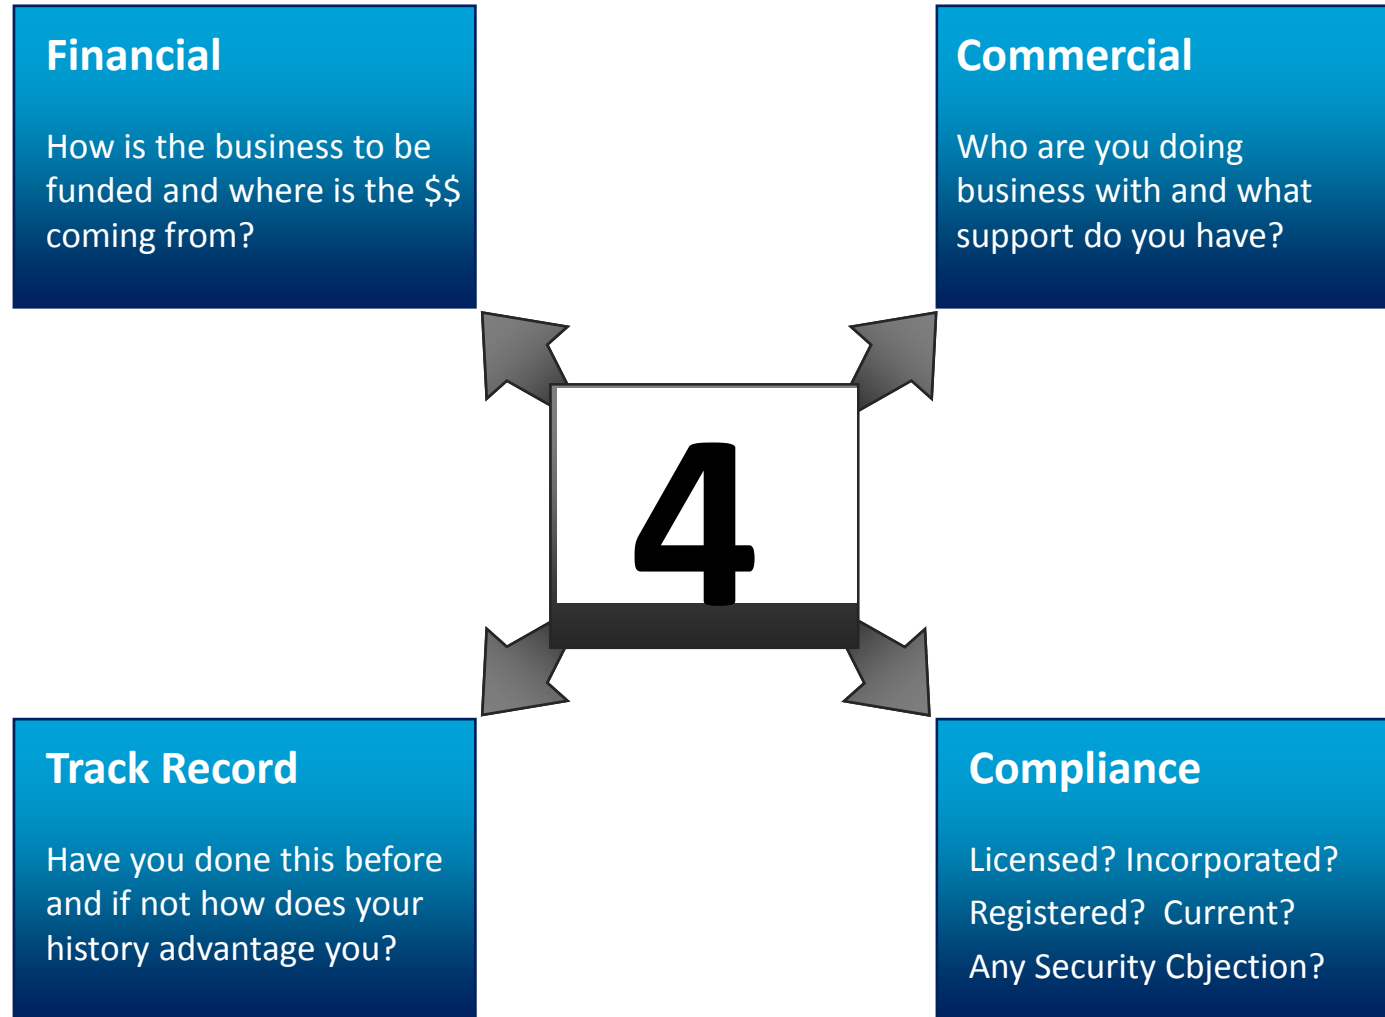 Financial
How is the business to be
funded and where is the $$
coming from?
Commercial
Who are you doing
business with and what
support do you have?
4
Track Record
Have you done this before
and if not how does your
history advantage you?
Compliance
Licensed? Incorporated?
Registered? Current?
Any Security Cbjection?